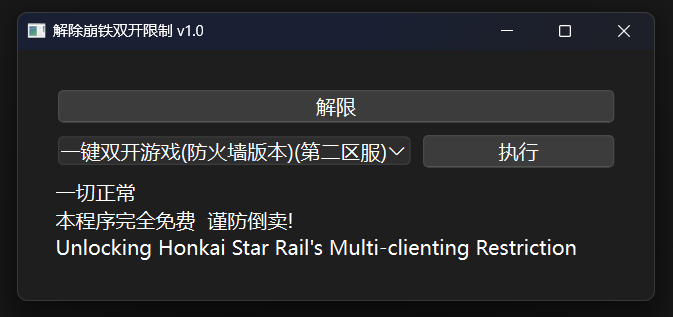 解除崩铁双开限制 v1.0
解限
一键双开游戏(防火墙版本)(第二区服)
执行
一切正常
本程序完全免费 谨防倒卖!
Unlocking Honkai Star Rail's Multi-clienting Restriction